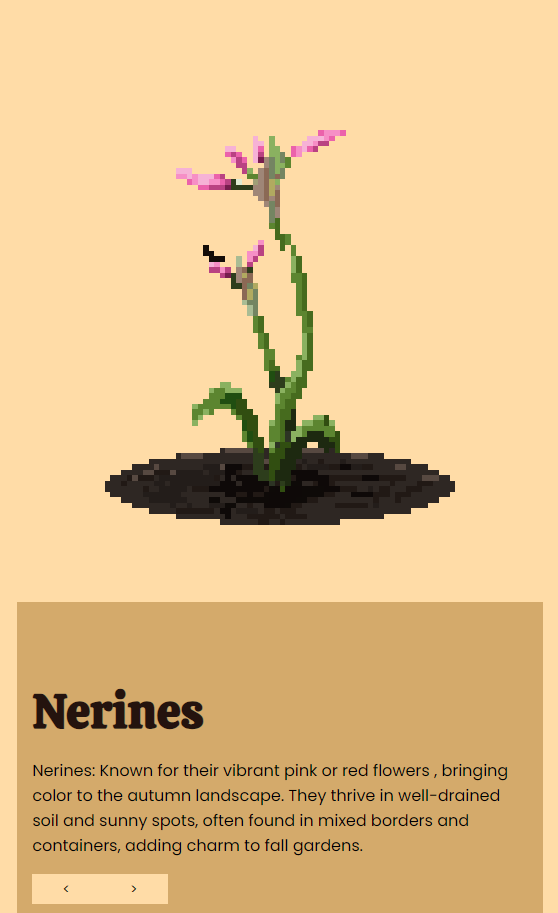 Nerines
Nerines: Known for their vibrant pink or red flowers , bringing
color to the autumn landscape. They thrive in well-drained
soil and sunny spots, often found in mixed borders and
containers, adding charm to fall gardens.
< >